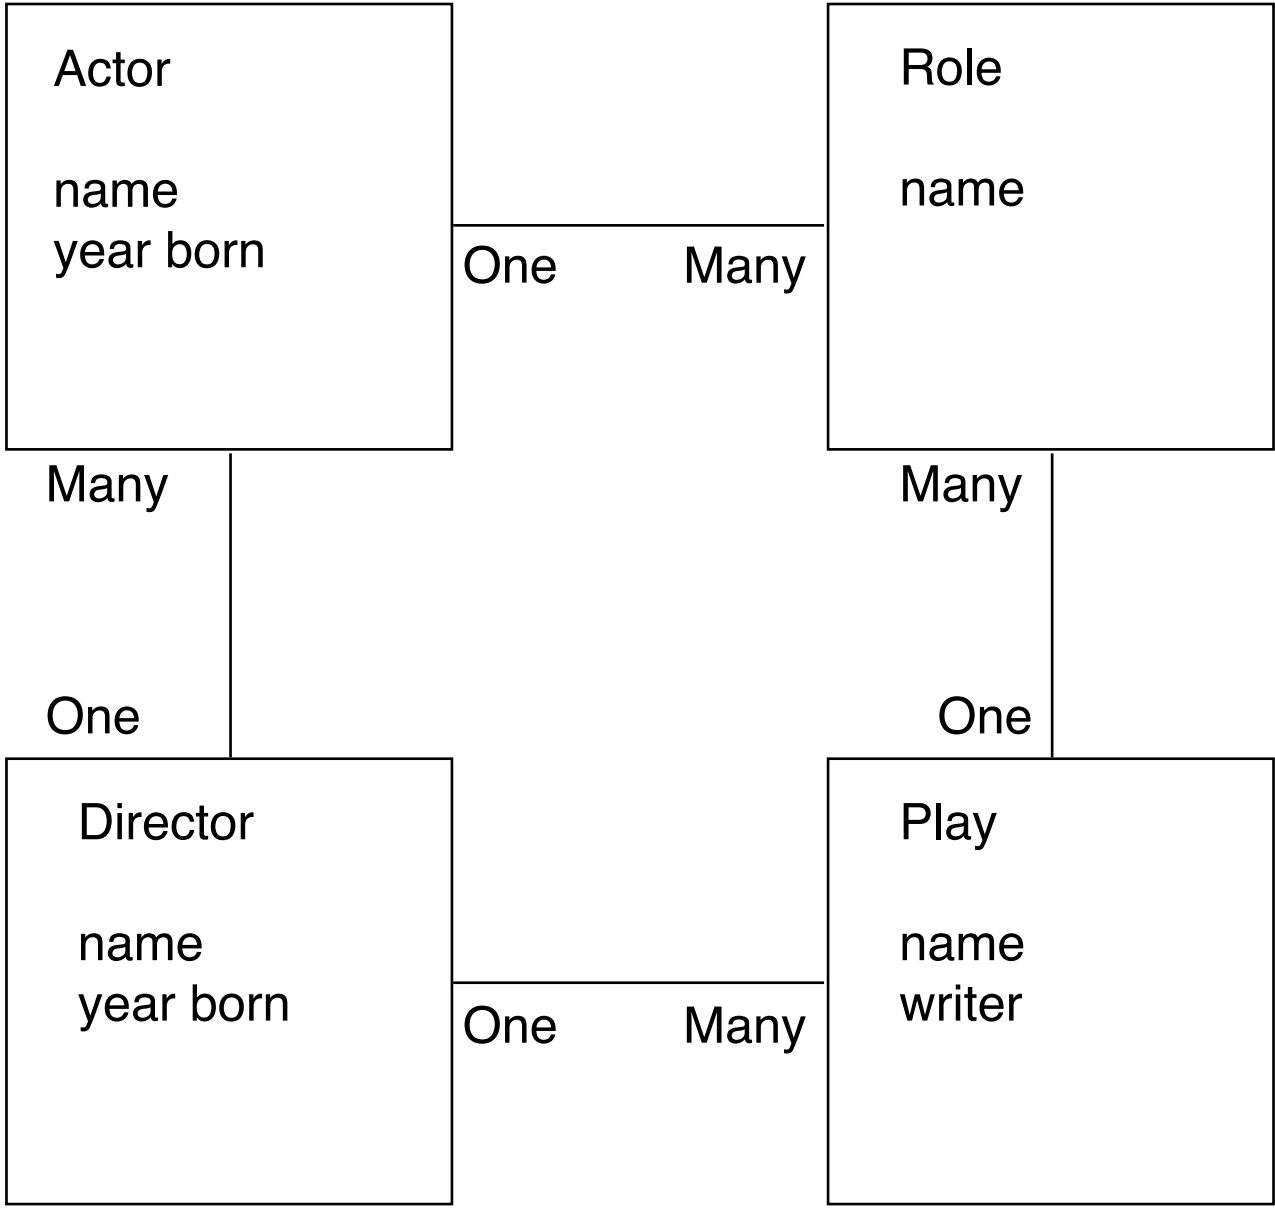 Actor
name
year born
Role
name
One
Many
Many
One
Many
One
Director
name
year born
Play
name
writer
One
Many